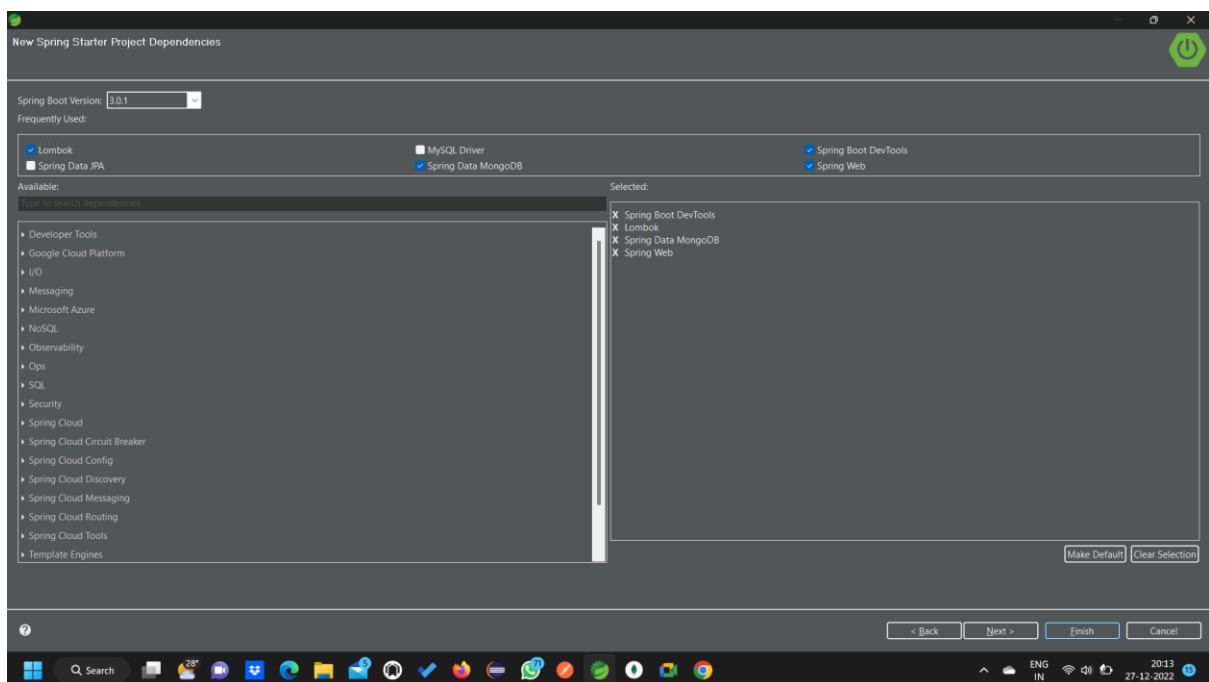 New Spring Starter Project Dependencies
Spring Boot Version: 3.0.1
Frequently Used:
Lombok MySQL Driver Spring Boot DevTools
Spring Data JPA Spring Data MongoDB Spring Web
Available: Selected:
Type to search dependencies
X Spring Boot DevTools
X Lombok
X Spring Data MongoDB
X Spring Web
Developer Tools
Google Cloud Platform
I/O
Messaging
Microsoft Azure
NoSQL
Observability
Ops
SQL
Security
Spring Cloud
Spring Cloud Circuit Breaker
Spring Cloud Config
Spring Cloud Discovery
Spring Cloud Messaging
Spring Cloud Routing
Spring Cloud Tools
Template Engines
Make Default Clear Selection
? < Back Next > Finish Cancel
Search 28° 5 71 ENG 20:13
IN 27-12-2022 15